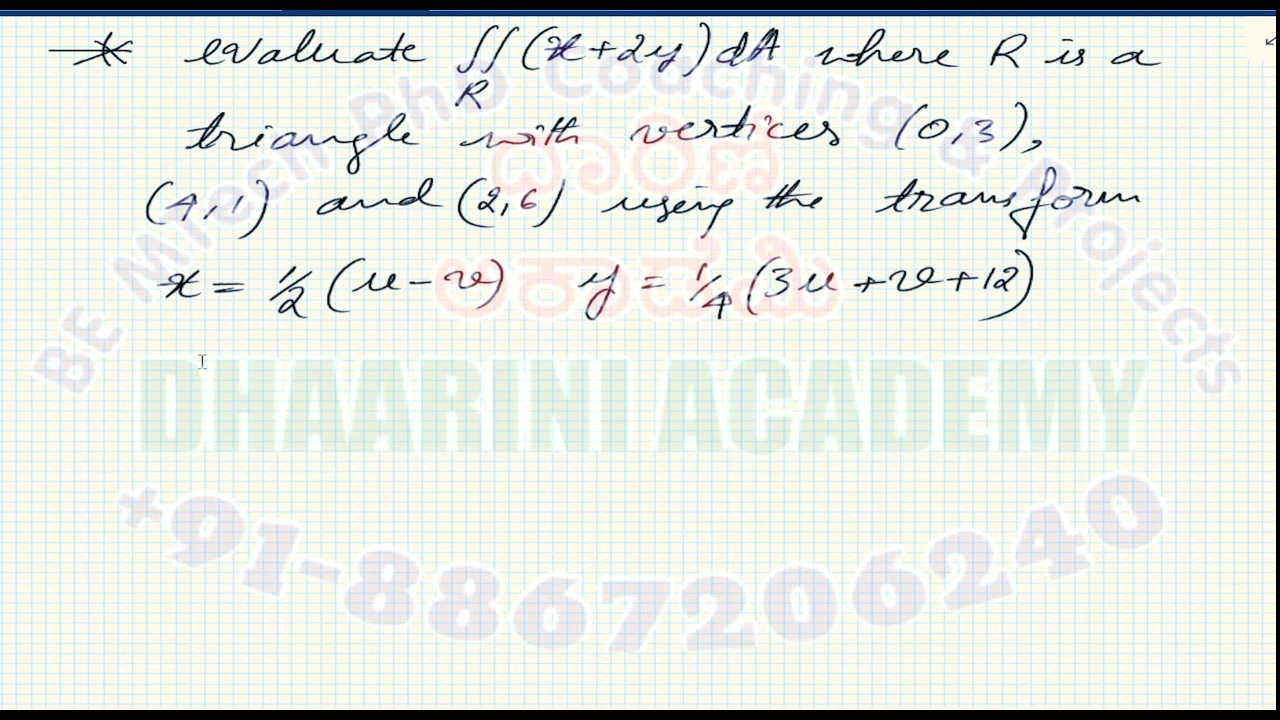 evaluate ∬ (x+2y) dA where R is a
R
triangle with vertices (0,3),
(4,1) and (2,6) using the transform
x = 1/2 (u-v) y = 1/4 (3u+v+12)
BE Mtech Phd Coaching & Projects
ಧಾರಿಣಿ
ಅಕಾಡೆಮಿ
DHAARINI ACADEMY
+91-8867206240